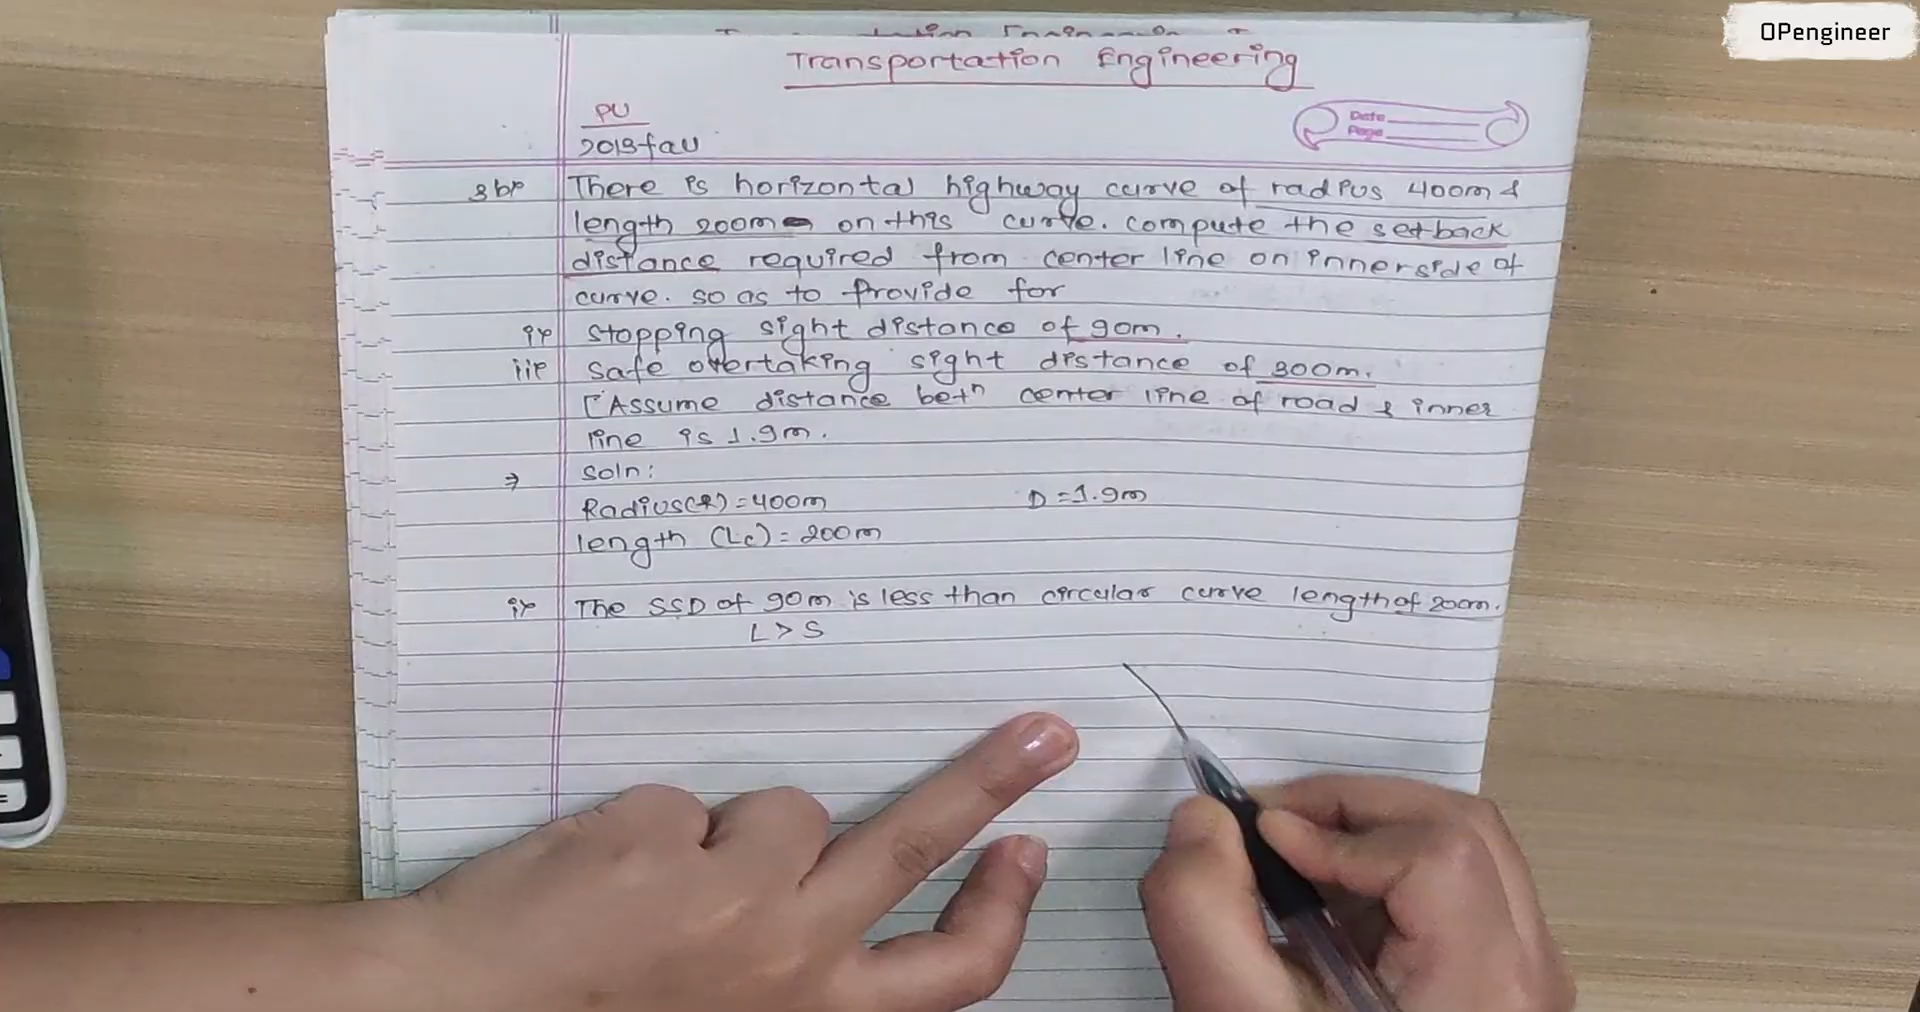 OPengineer
Transportation Engineering
PU
2019 fall
Date
Page
3b) There is horizontal highway curve of radius 400m &
length 200m on this curve. compute the setback
distance required from center line on inner side of
curve. so as to provide for
i) stopping sight distance of 90m.
ii) safe overtaking sight distance of 300m.
[Assume distance betn center line of road & inner
line is 1.9m.
⇒ Soln:
Radius(R) = 400m D = 1.9m
length (Lc) = 200m
i) The SSD of 90m is less than circular curve length of 200m.
L > S